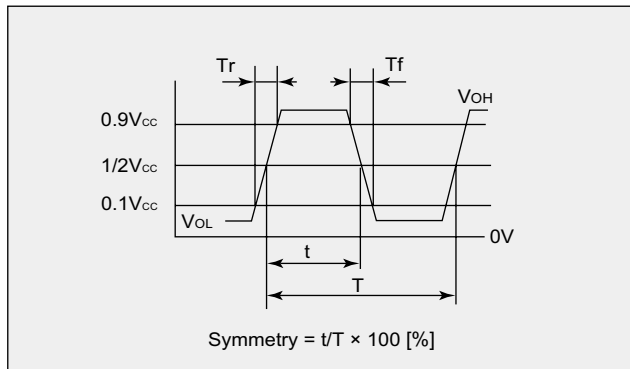 Tr
Tf
VOH
0.9Vcc
1/2Vcc
0.1Vcc
VOL
0V
t
T
Symmetry = t/T × 100 [%]